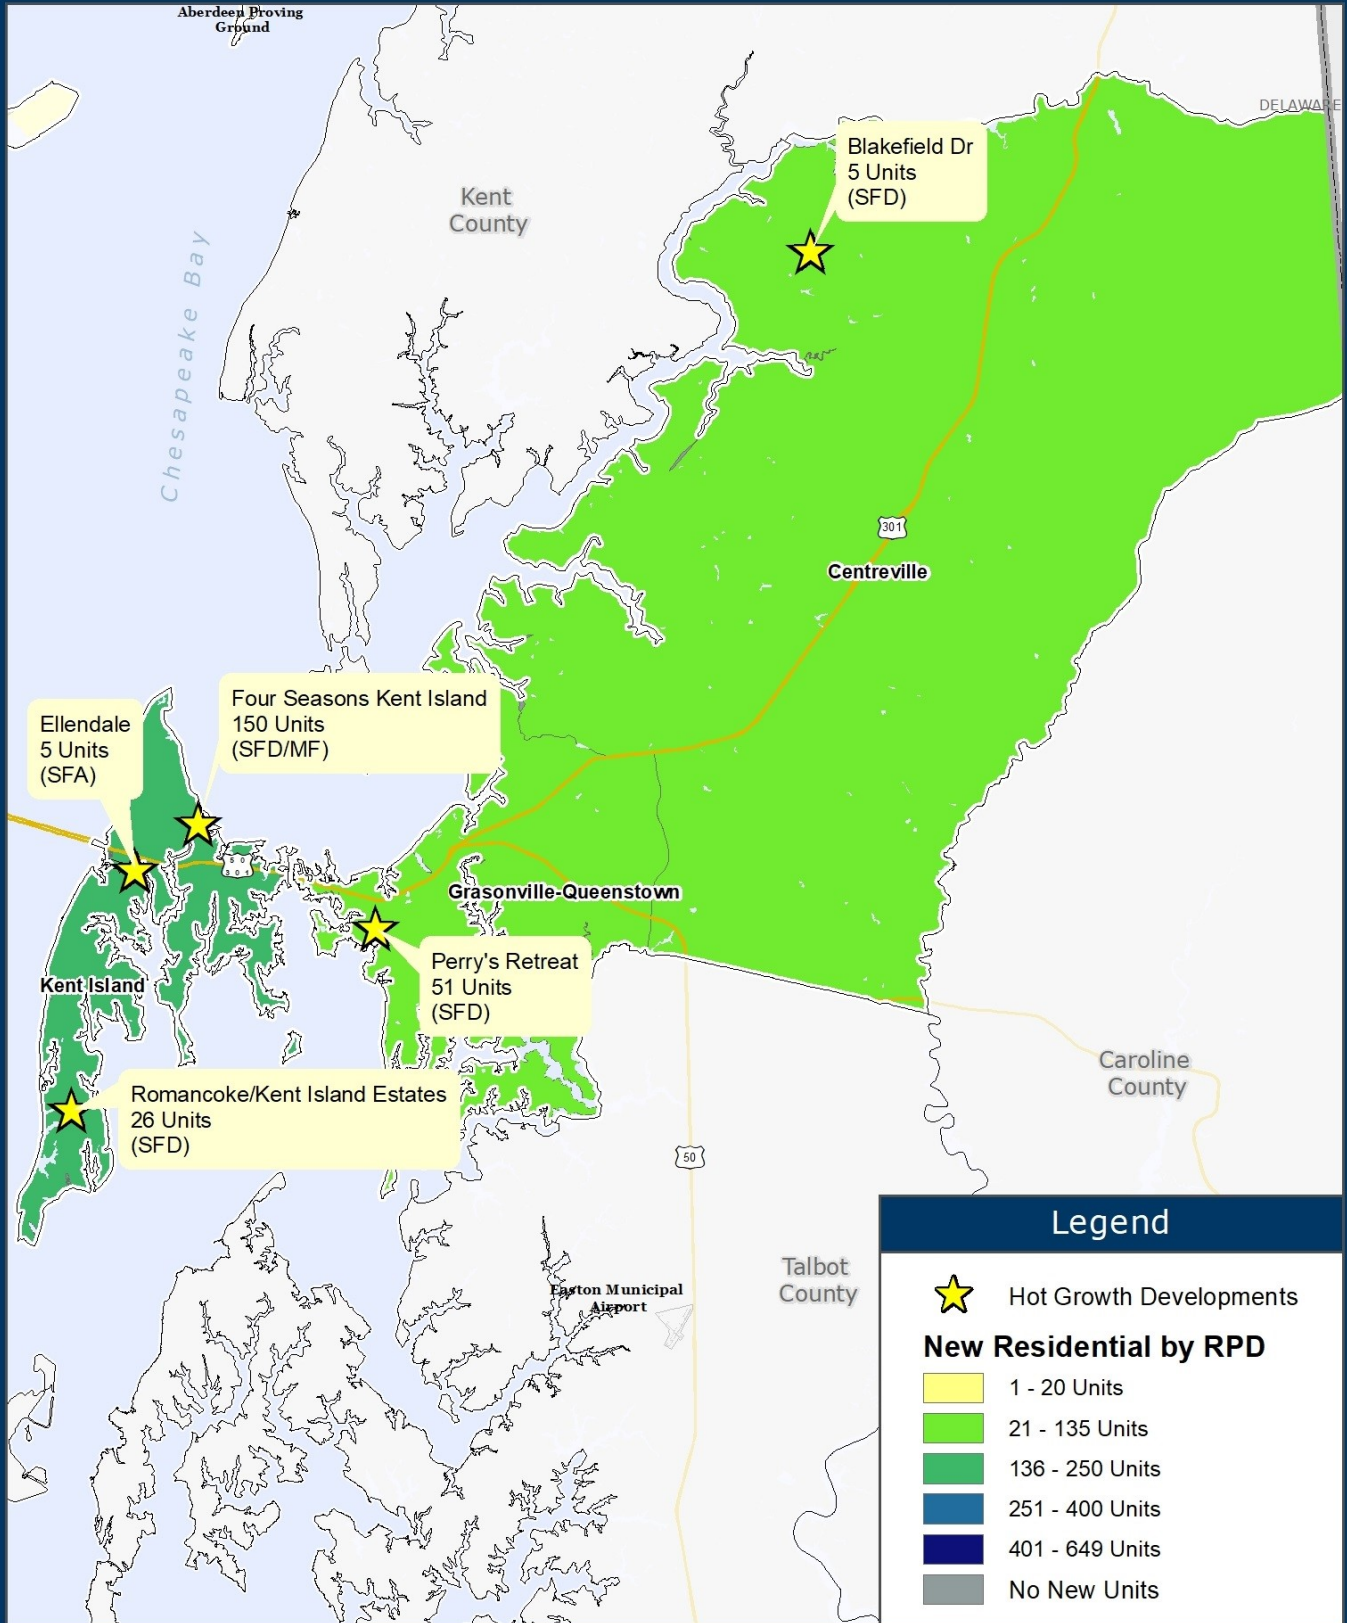 Aberdeen Proving
Ground
DELAWARE
Blakefield Dr
5 Units
(SFD)
Kent
County
Chesapeake Bay
301
Centreville
Four Seasons Kent Island
150 Units
(SFD/MF)
Ellendale
5 Units
(SFA)
50
301
Grasonville-Queenstown
Perry's Retreat
51 Units
(SFD)
Kent Island
Caroline
County
Romancoke/Kent Island Estates
26 Units
(SFD)
50
Talbot
County
Easton Municipal
Airport
Legend
Hot Growth Developments
New Residential by RPD
1 - 20 Units
21 - 135 Units
136 - 250 Units
251 - 400 Units
401 - 649 Units
No New Units